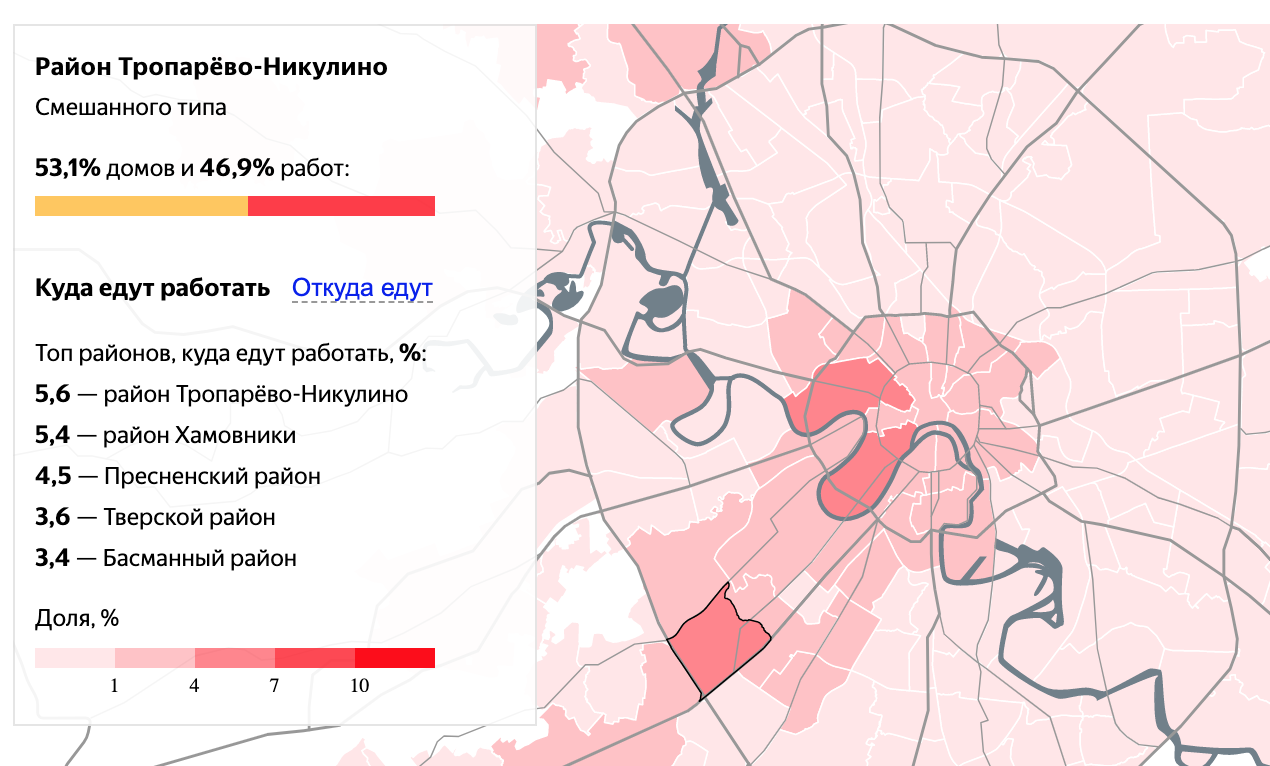 Район Тропарёво-Никулино
Смешанного типа
53,1% домов и 46,9% работ:
Куда едут работать Откуда едут
Топ районов, куда едут работать, %:
5,6 — район Тропарёво-Никулино
5,4 — район Хамовники
4,5 — Пресненский район
3,6 — Тверской район
3,4 — Басманный район
Доля, %
1 4 7 10